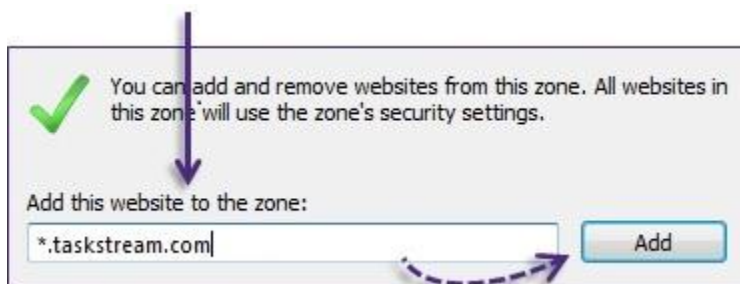 You can add and remove websites from this zone. All websites in
this zone will use the zone's security settings.
Add this website to the zone:
*.taskstream.com
Add